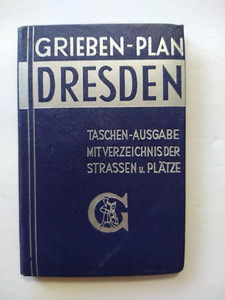 GRIEBEN-PLAN
DRESDEN
TASCHEN-AUSGABE
MIT VERZEICHNIS DER
STRASSEN u. PLÄTZE
G